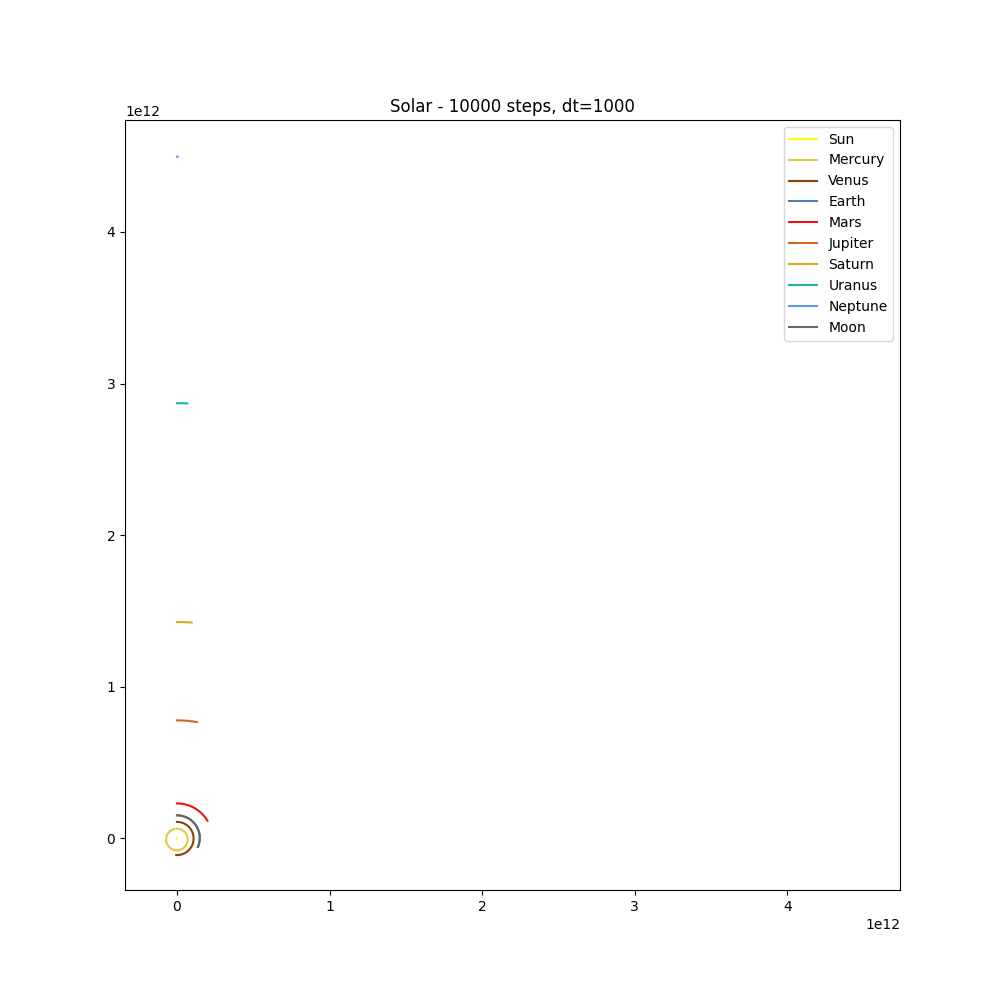 Solar - 10000 steps, dt=1000
1e12
Sun
Mercury
Venus
Earth
Mars
Jupiter
Saturn
Uranus
Neptune
Moon
4
3
2
1
0
0 1 2 3 4
1e12